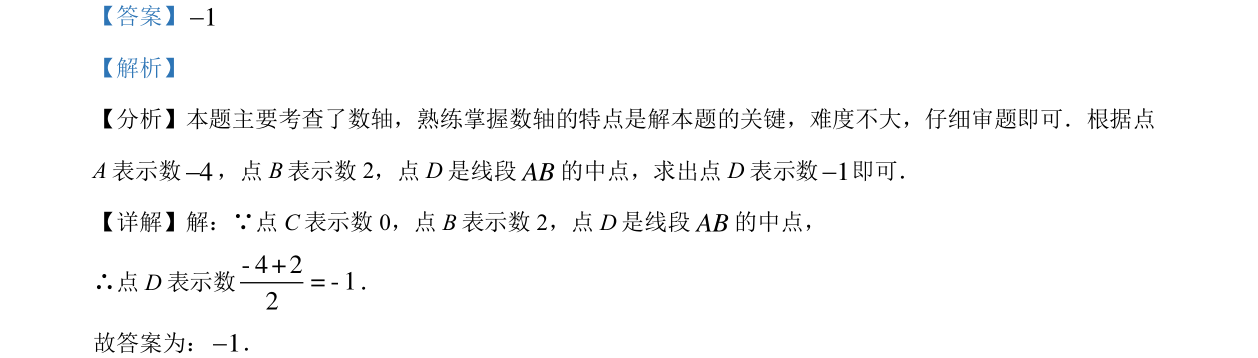 【答案】−1
【解析】
【分析】本题主要考查了数轴，熟练掌握数轴的特点是解本题的关键，难度不大，仔细审题即可．根据点
A 表示数 −4，点 B 表示数 2，点 D 是线段 AB 的中点，求出点 D 表示数 −1即可．
【详解】解：∵点 C 表示数 0，点 B 表示数 2，点 D 是线段 AB 的中点，
∴点 D 表示数 \frac{-4+2}{2} = -1．
故答案为：−1．